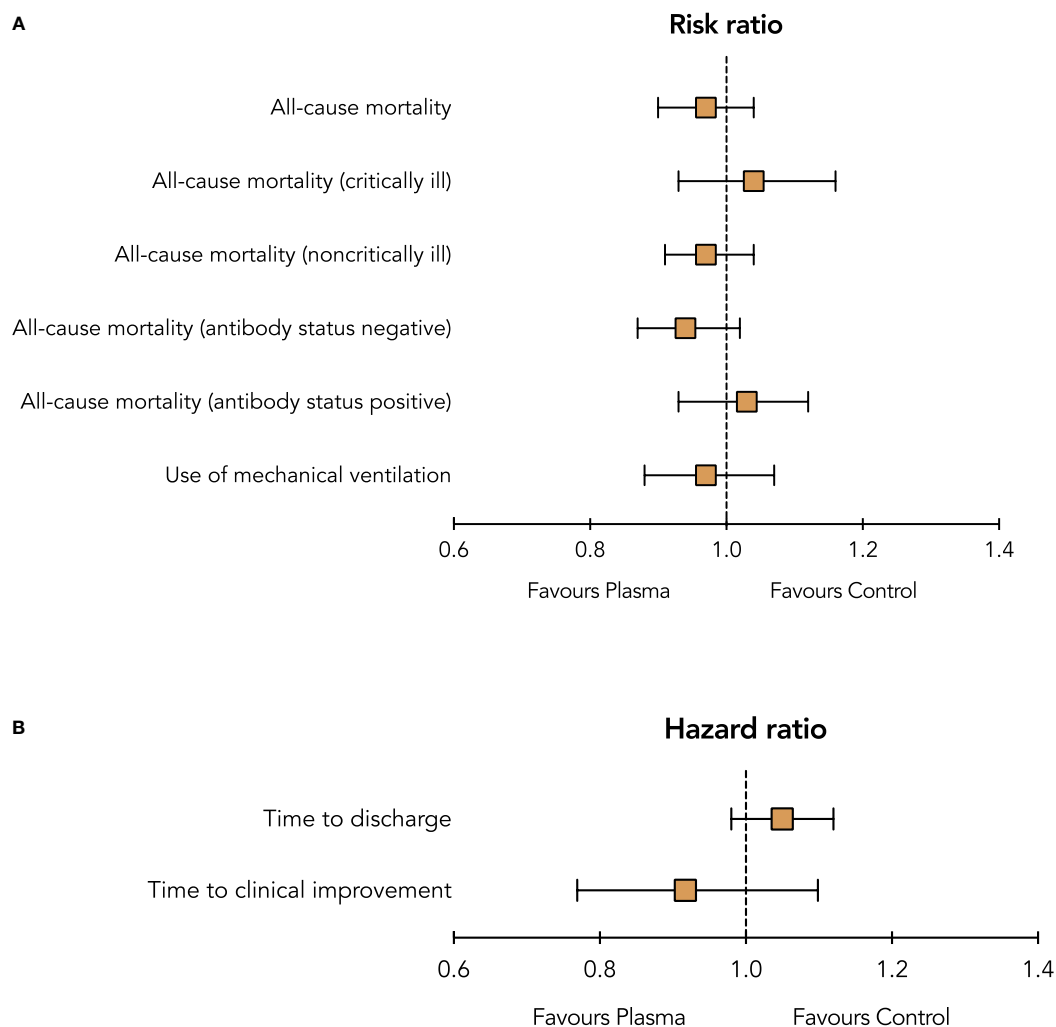 A
Risk ratio
All-cause mortality
All-cause mortality (critically ill)
All-cause mortality (noncritically ill)
All-cause mortality (antibody status negative)
All-cause mortality (antibody status positive)
Use of mechanical ventilation
0.6 0.8 1.0 1.2 1.4
Favours Plasma Favours Control
B
Hazard ratio
Time to discharge
Time to clinical improvement
0.6 0.8 1.0 1.2 1.4
Favours Plasma Favours Control